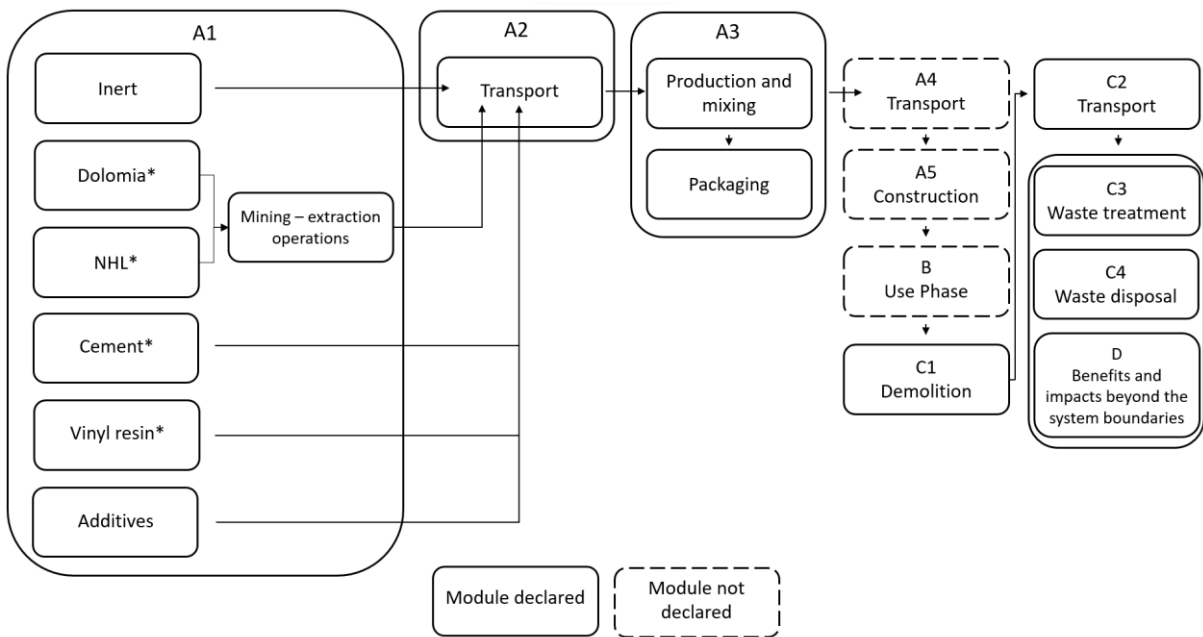 A1
Inert
Dolomia*
NHL*
Mining – extraction
operations
Cement*
Vinyl resin*
Additives
A2
Transport
A3
Production and
mixing
Packaging
A4
Transport
A5
Construction
B
Use Phase
C1
Demolition
C2
Transport
C3
Waste treatment
C4
Waste disposal
D
Benefits and
impacts beyond the
system boundaries
Module declared
Module not
declared